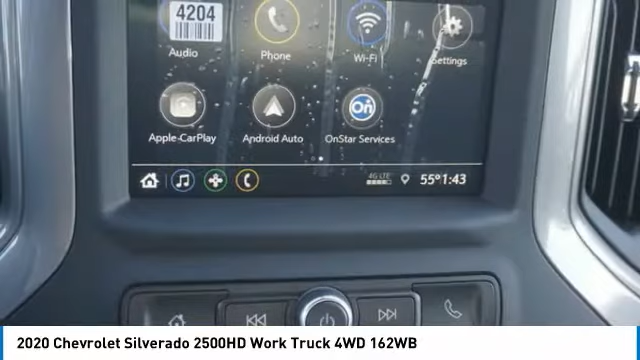 4204
Audio Phone Wi-Fi Settings
Apple CarPlay Android Auto OnStar Services
4G LTE 55° 1:43
2020 Chevrolet Silverado 2500HD Work Truck 4WD 162WB